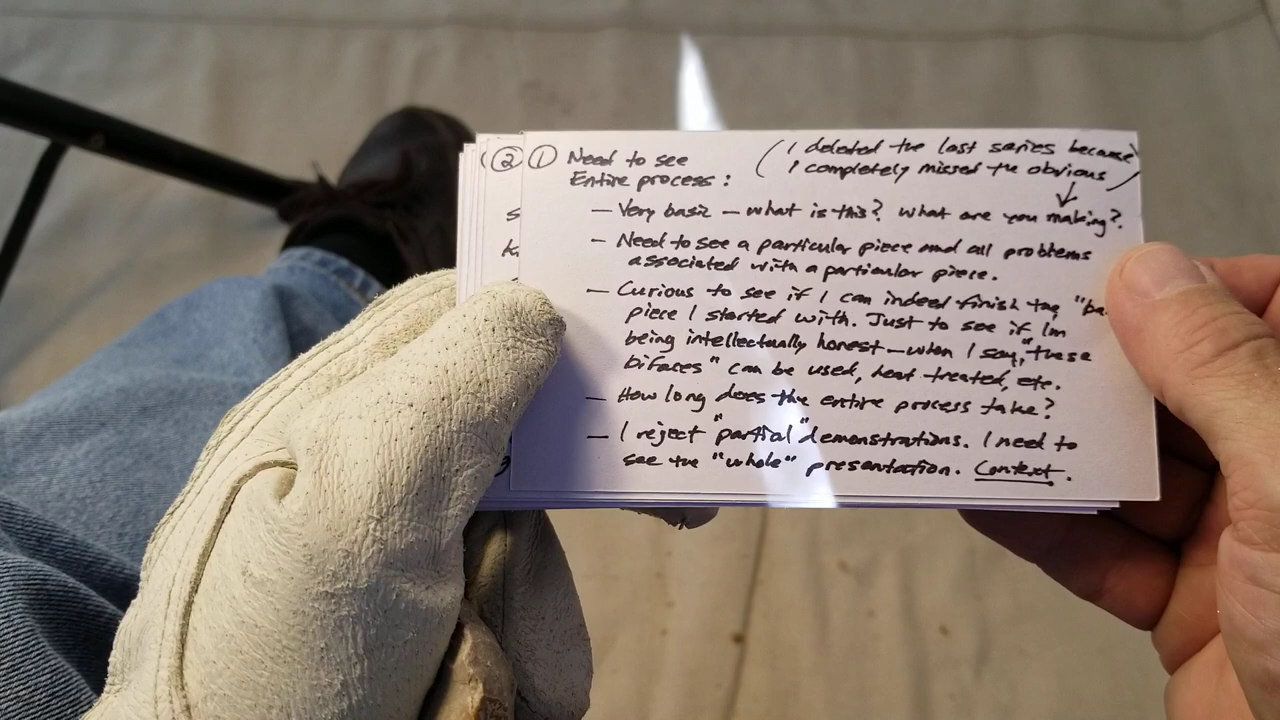 ② ① Need to see (I deleted the last series because
Entire process: I completely missed the obvious)
— Very basic — what is this? What are you making?
— Need to see a particular piece and all problems
associated with a particular piece.
— Curious to see if I can indeed finish the "ba
piece I started with. Just to see if Im
being intellectually honest — when I say, "these
bifaces" can be used, heat treated, etc.
— How long does the entire process take?
— I reject "partial" demonstrations. I need to
see the "whole" presentation. Context.